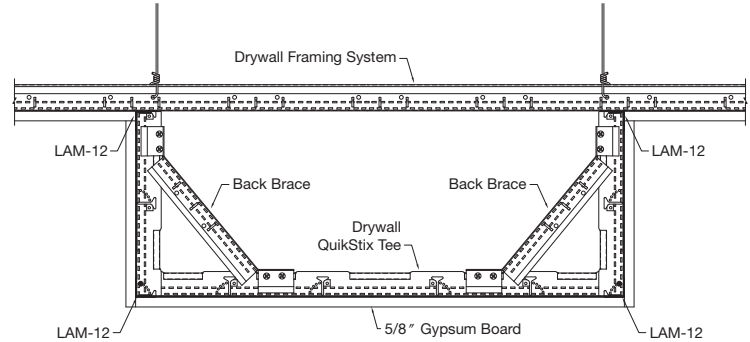 Drywall Framing System
LAM-12
LAM-12
Back Brace
Back Brace
Drywall
QuikStix Tee
LAM-12
5/8″ Gypsum Board
LAM-12